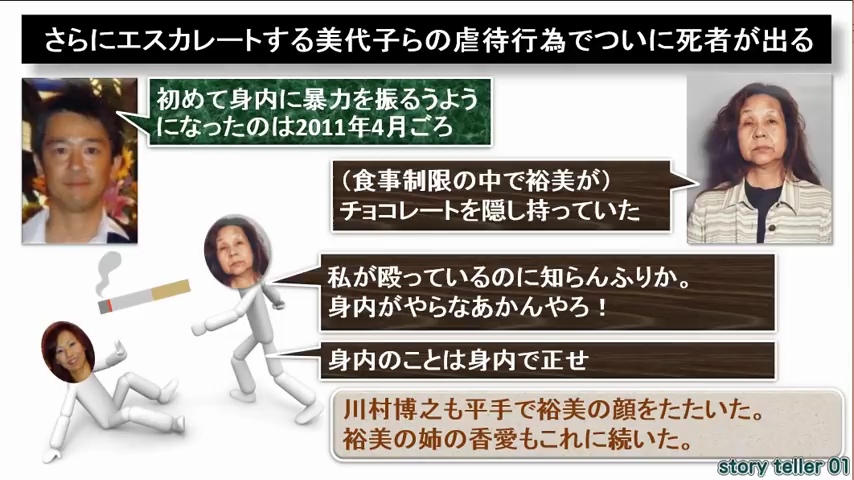 さらにエスカレートする美代子らの虐待行為でついに死者が出る
初めて身内に暴力を振るうよう
になったのは2011年4月ごろ
（食事制限の中で裕美が）
チョコレートを隠し持っていた
私が殴っているのに知らんふりか。
身内がやらなあかんやろ！
身内のことは身内で正せ
川村博之も平手で裕美の顔をたたいた。
裕美の姉の香愛もこれに続いた。
story teller 01